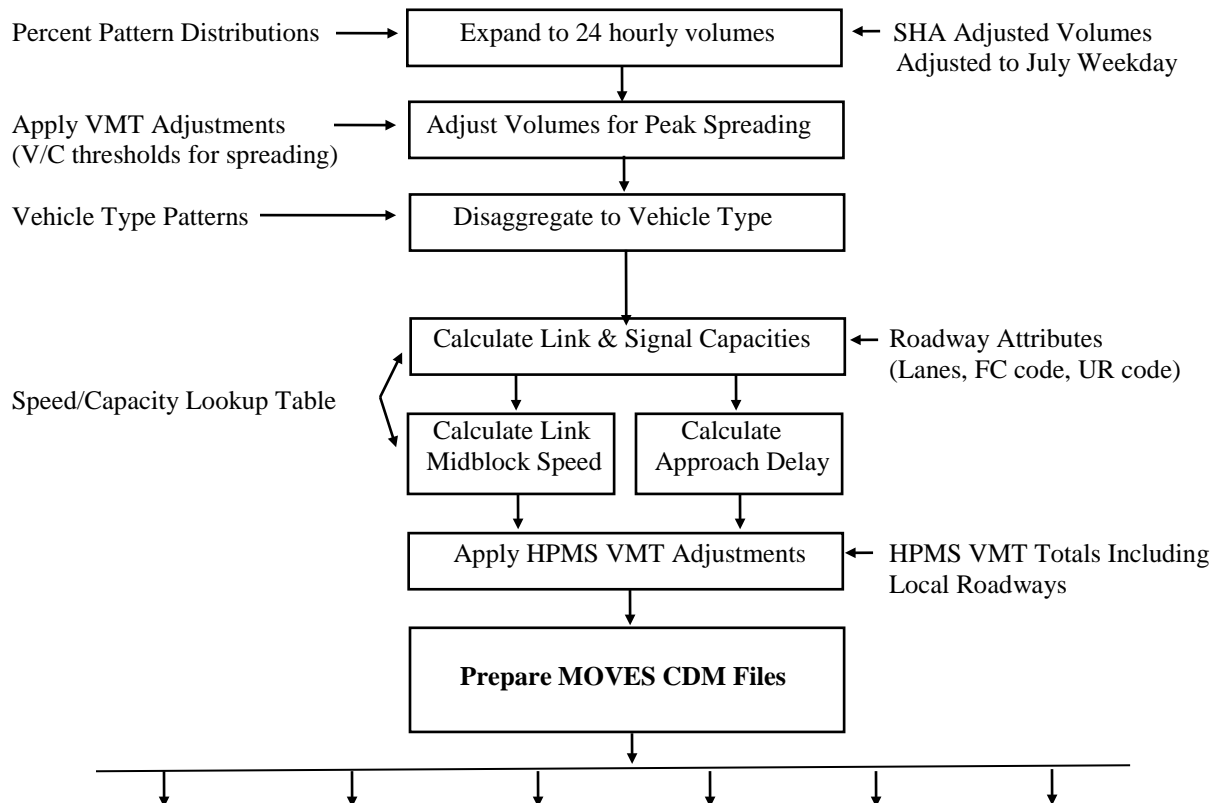 Percent Pattern Distributions
Expand to 24 hourly volumes
SHA Adjusted Volumes
Adjusted to July Weekday
Apply VMT Adjustments
(V/C thresholds for spreading)
Adjust Volumes for Peak Spreading
Vehicle Type Patterns
Disaggregate to Vehicle Type
Calculate Link & Signal Capacities
Roadway Attributes
(Lanes, FC code, UR code)
Speed/Capacity Lookup Table
Calculate Link
Midblock Speed
Calculate
Approach Delay
Apply HPMS VMT Adjustments
HPMS VMT Totals Including
Local Roadways
Prepare MOVES CDM Files